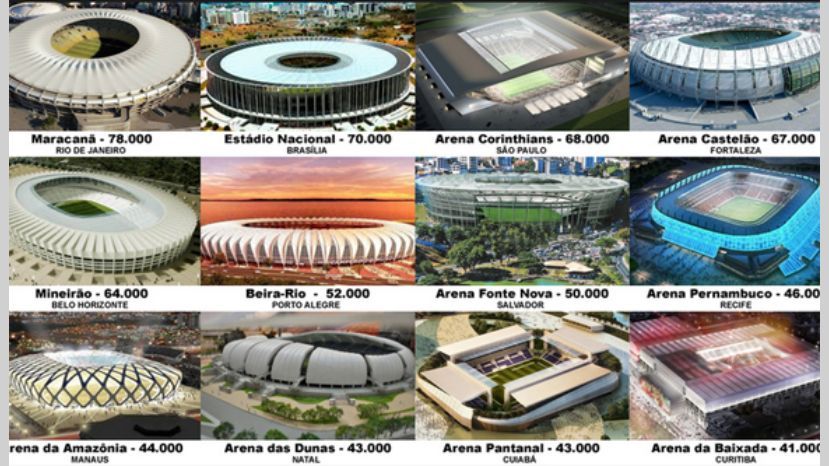 Maracanã - 78.000
RIO DE JANEIRO
Estádio Nacional - 70.000
BRASÍLIA
Arena Corinthians - 68.000
SÃO PAULO
Arena Castelão - 67.000
FORTALEZA
Mineirão - 64.000
BELO HORIZONTE
Beira-Rio - 52.000
PORTO ALEGRE
Arena Fonte Nova - 50.000
SALVADOR
Arena Pernambuco - 46.00
RECIFE
rena da Amazônia - 44.000
MANAUS
Arena das Dunas - 43.000
NATAL
Arena Pantanal - 43.000
CUIABÁ
Arena da Baixada - 41.000
CURITIBA